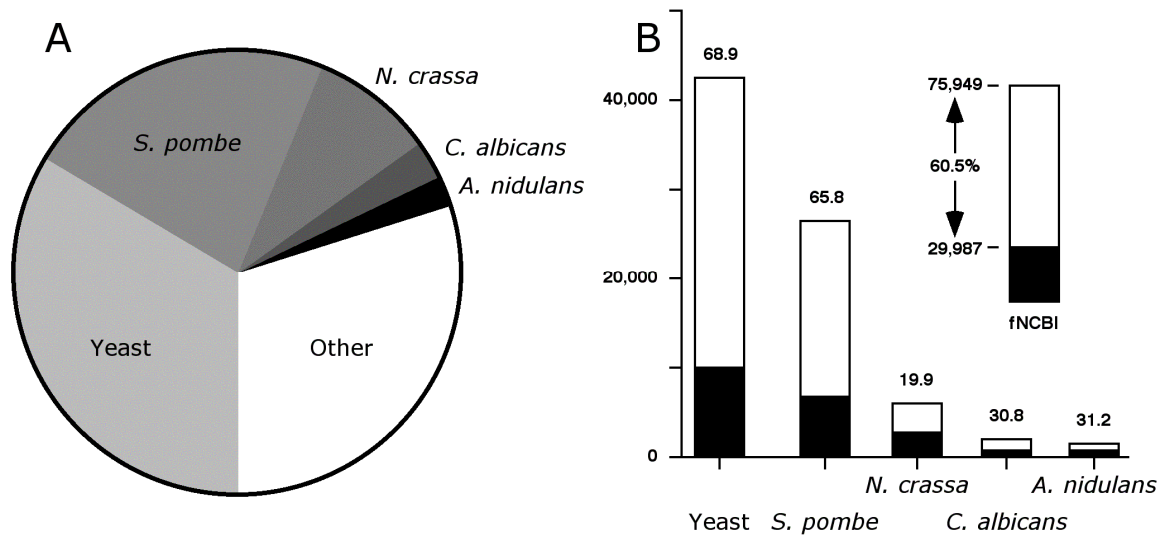 A
N. crassa
S. pombe
C. albicans
A. nidulans
Yeast
Other
B
68.9
40,000
65.8
20,000
19.9
30.8
31.2
0
75,949
60.5%
29,987
fNCBI
N. crassa
A. nidulans
Yeast
S. pombe
C. albicans